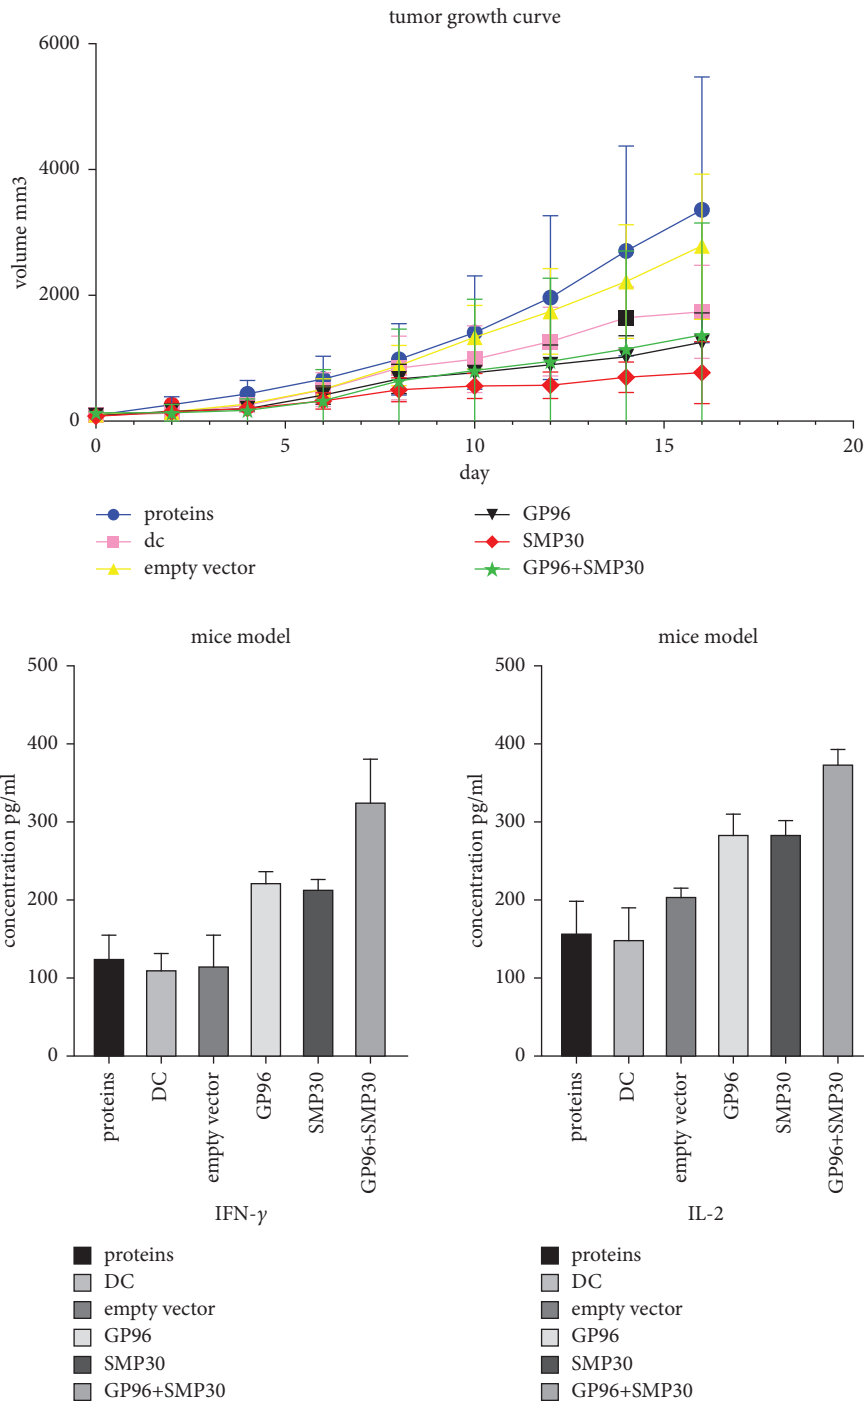 tumor growth curve
6000
4000
2000
0
volume mm3
0 5 10 15 20
day
proteins
dc
empty vector
GP96
SMP30
GP96+SMP30
mice model
500
400
300
200
100
0
concentration pg/ml
proteins
DC
empty vector
GP96
SMP30
GP96+SMP30
IFN-γ
proteins
DC
empty vector
GP96
SMP30
GP96+SMP30
mice model
500
400
300
200
100
0
concentration pg/ml
proteins
DC
empty vector
GP96
SMP30
GP96+SMP30
IL-2
proteins
DC
empty vector
GP96
SMP30
GP96+SMP30